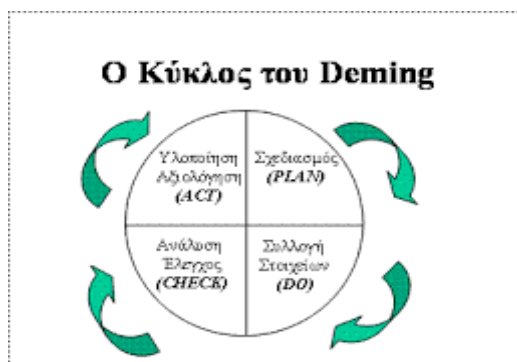 Ο Κύκλος του Deming
Υλοποίηση
Αξιολόγηση
(ACT)
Σχεδιασμός
(PLAN)
Ανάλυση
Έλεγχος
(CHECK)
Συλλογή
Στοιχείων
(DO)